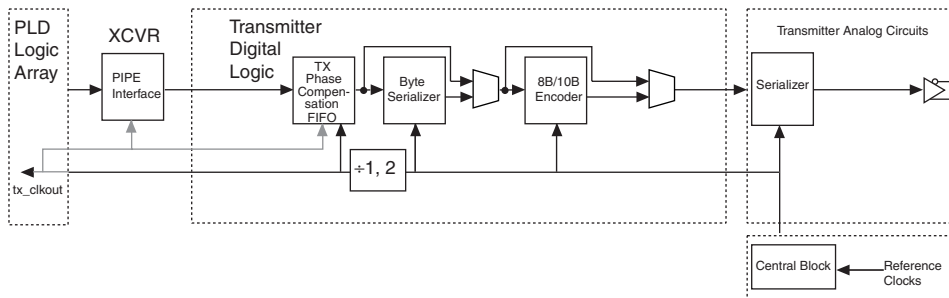 PLD
Logic
Array
XCVR
PIPE
Interface
Transmitter
Digital
Logic
TX
Phase
Compen-
sation
FIFO
Byte
Serializer
8B/10B
Encoder
Transmitter Analog Circuits
Serializer
÷1, 2
tx_clkout
Central Block
Reference
Clocks